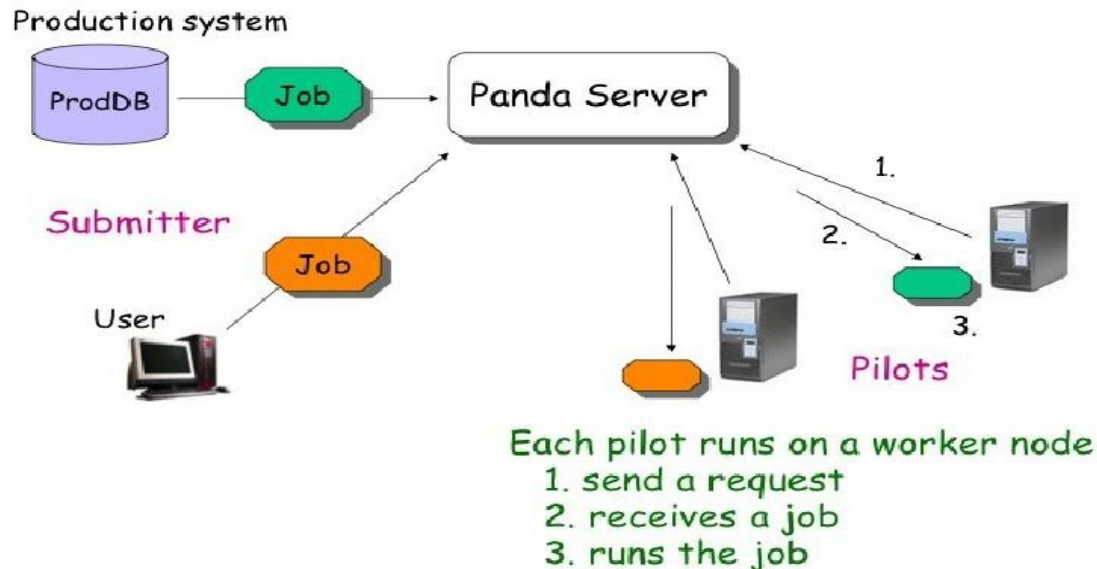 Production system
ProdDB
Job
Panda Server
1.
Submitter
2.
Job
User
3.
Pilots
Each pilot runs on a worker node
1. send a request
2. receives a job
3. runs the job